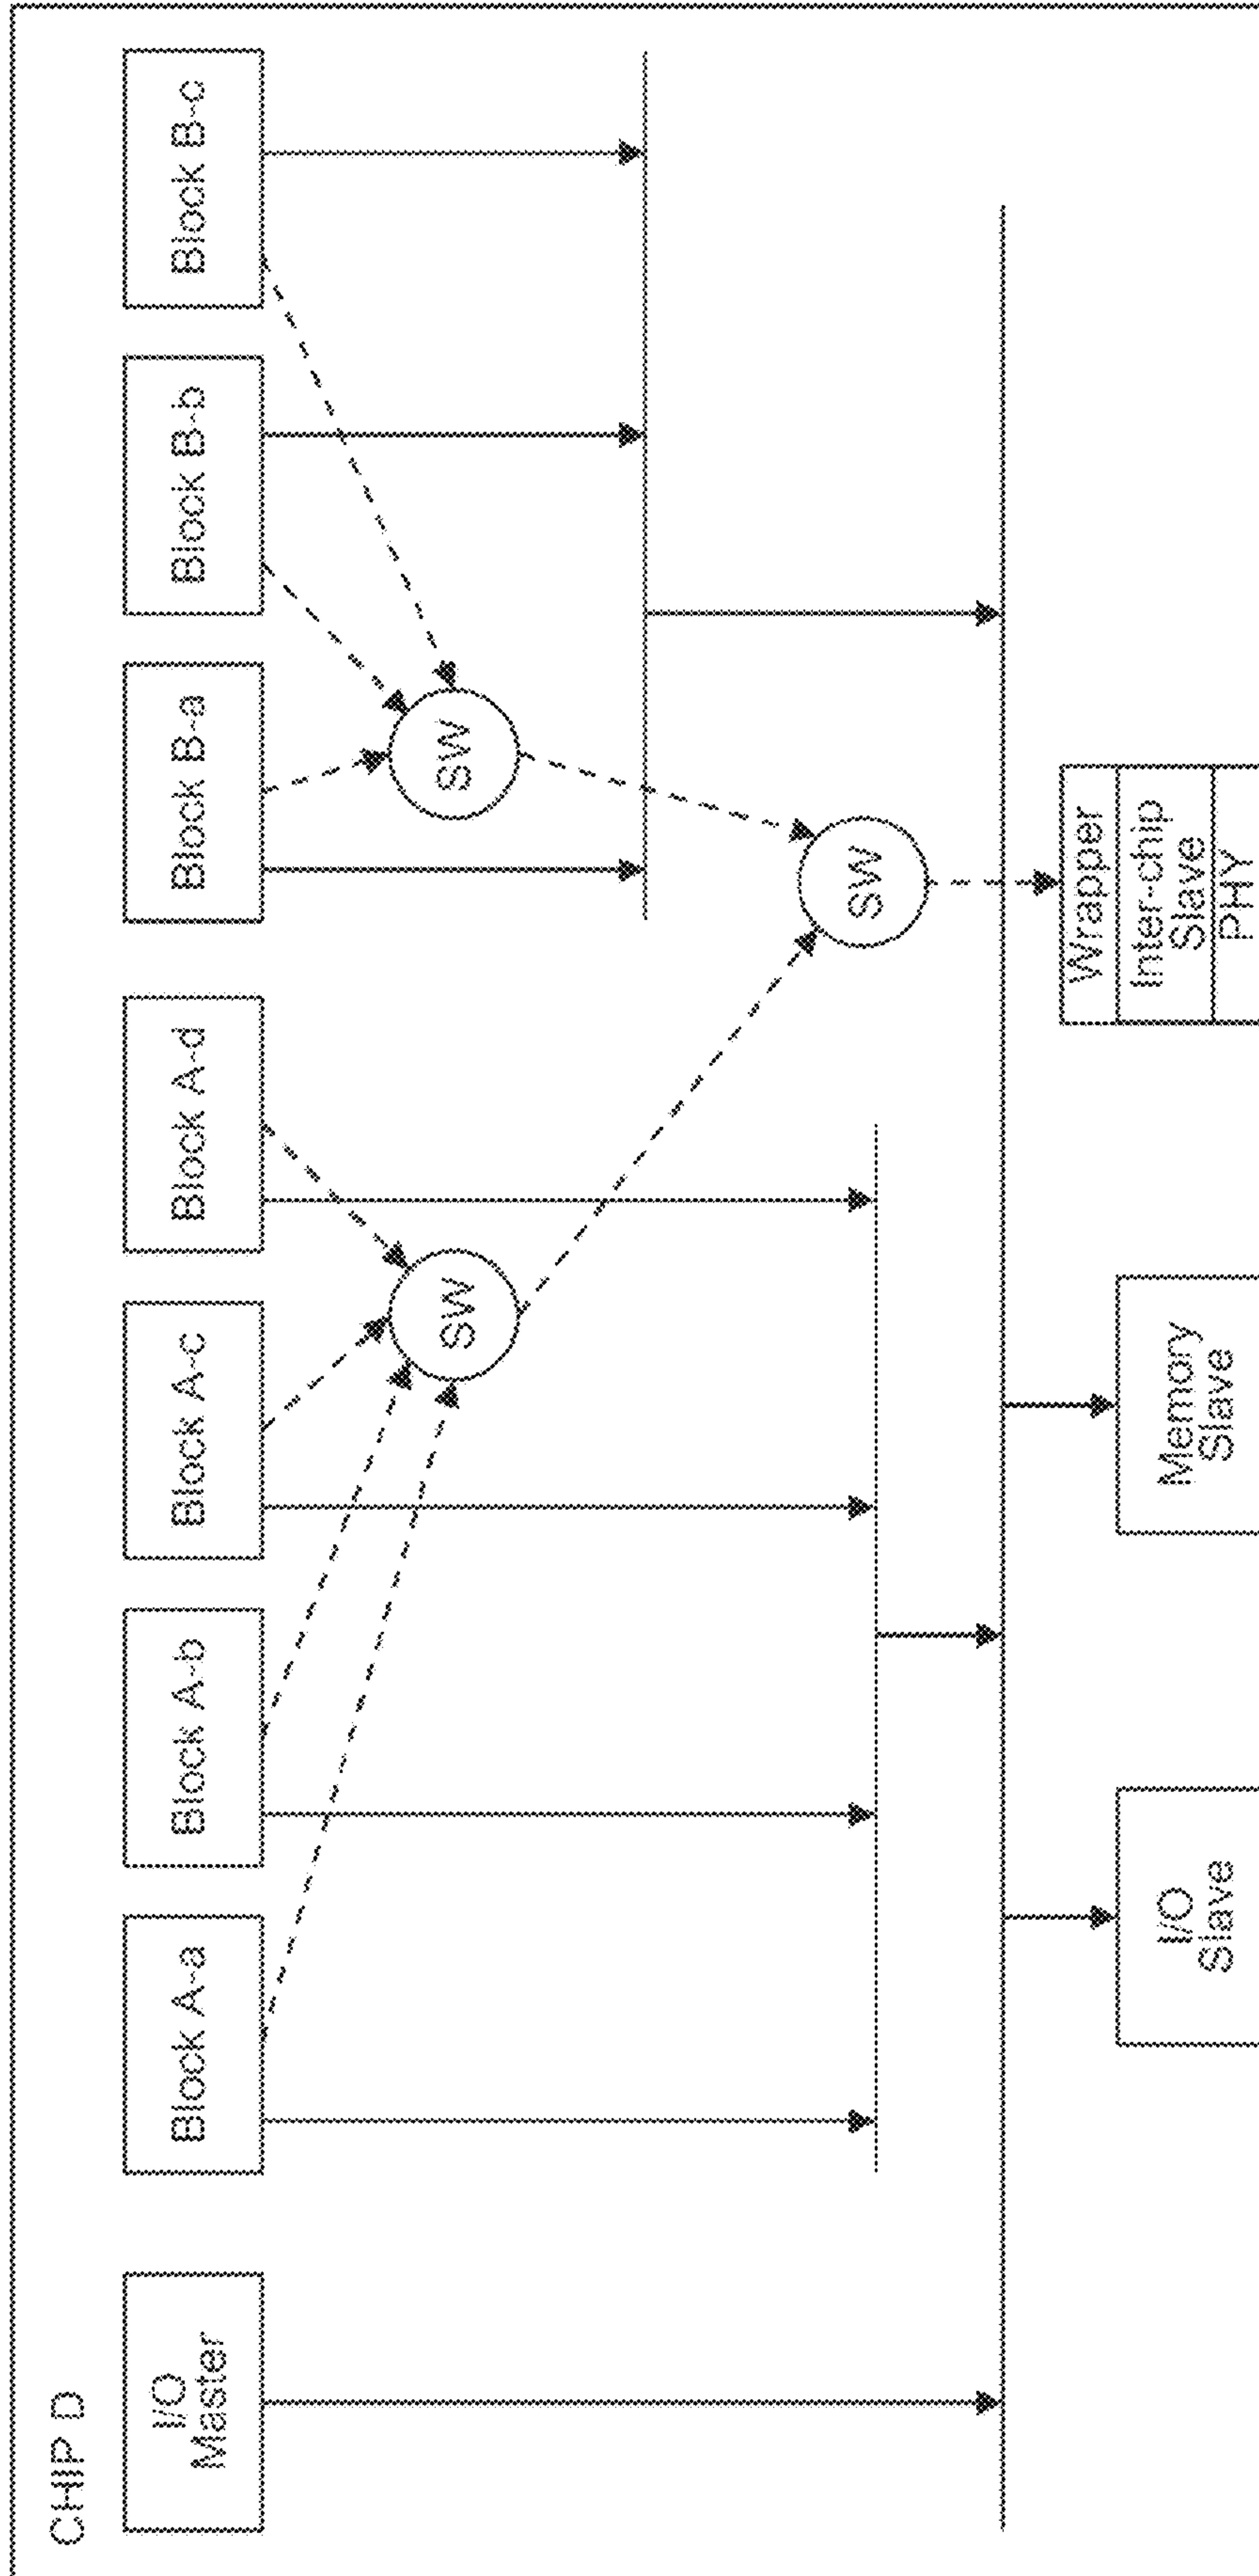 CHIP D
I/O
Master
Block A-a
Block A-b
Block A-c
Block A-d
Block B-a
Block B-b
Block B-c
SW
SW
SW
I/O
Slave
Memory
Slave
Wrapper
Inter-chip
Slave
PHY